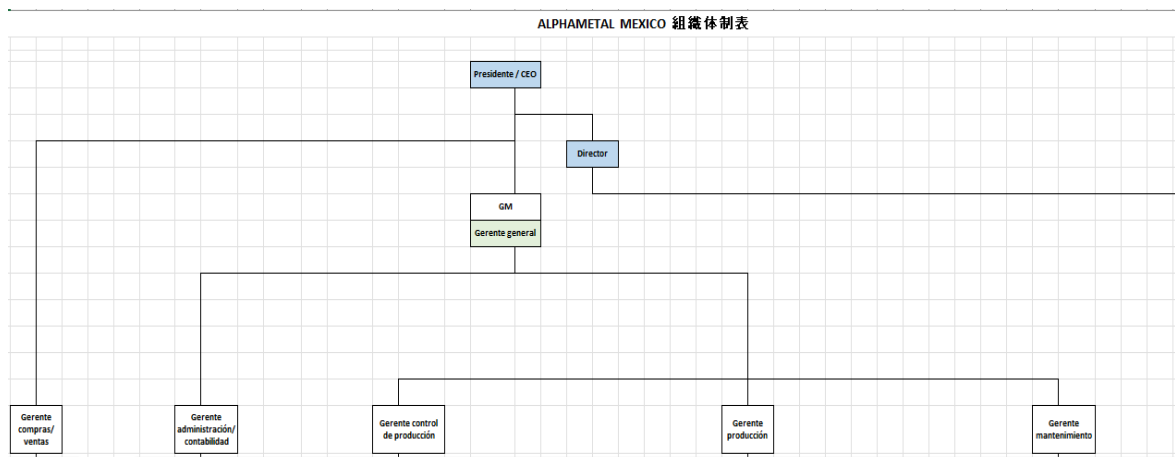 ALPHAMETAL MEXICO 組織体制表
Presidente / CEO
Director
GM
Gerente general
Gerente
compras/
ventas
Gerente
administración/
contabilidad
Gerente control
de producción
Gerente
producción
Gerente
mantenimiento